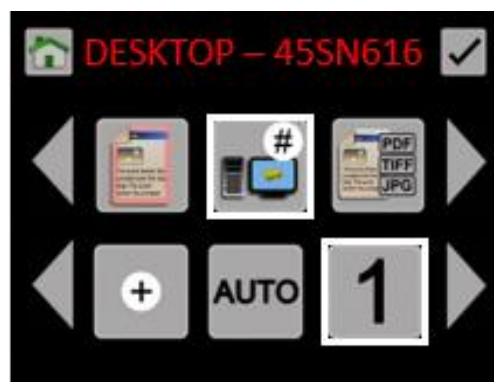 DESKTOP – 45SN616
#
PDF
TIFF
JPG
+
AUTO
1